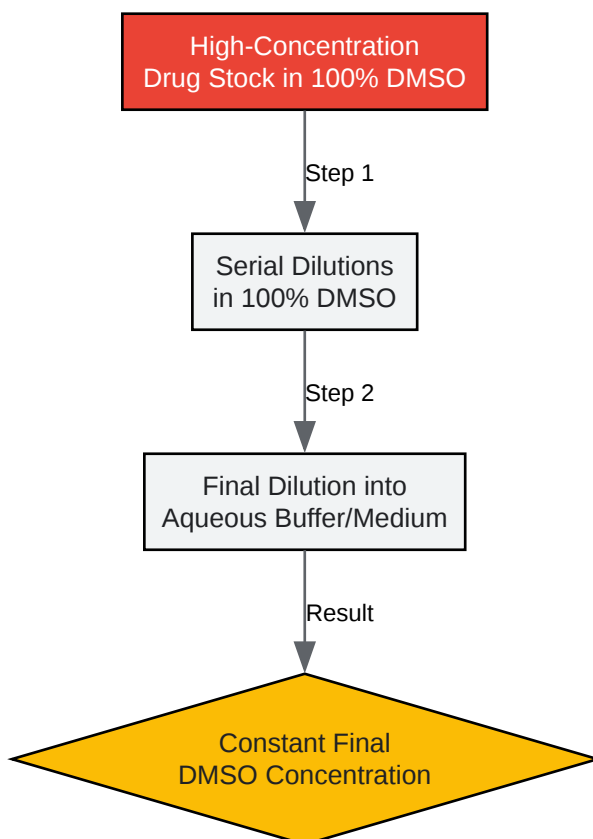 High-Concentration
Drug Stock in 100% DMSO
Step 1
Serial Dilutions
in 100% DMSO
Step 2
Final Dilution into
Aqueous Buffer/Medium
Result
Constant Final
DMSO Concentration